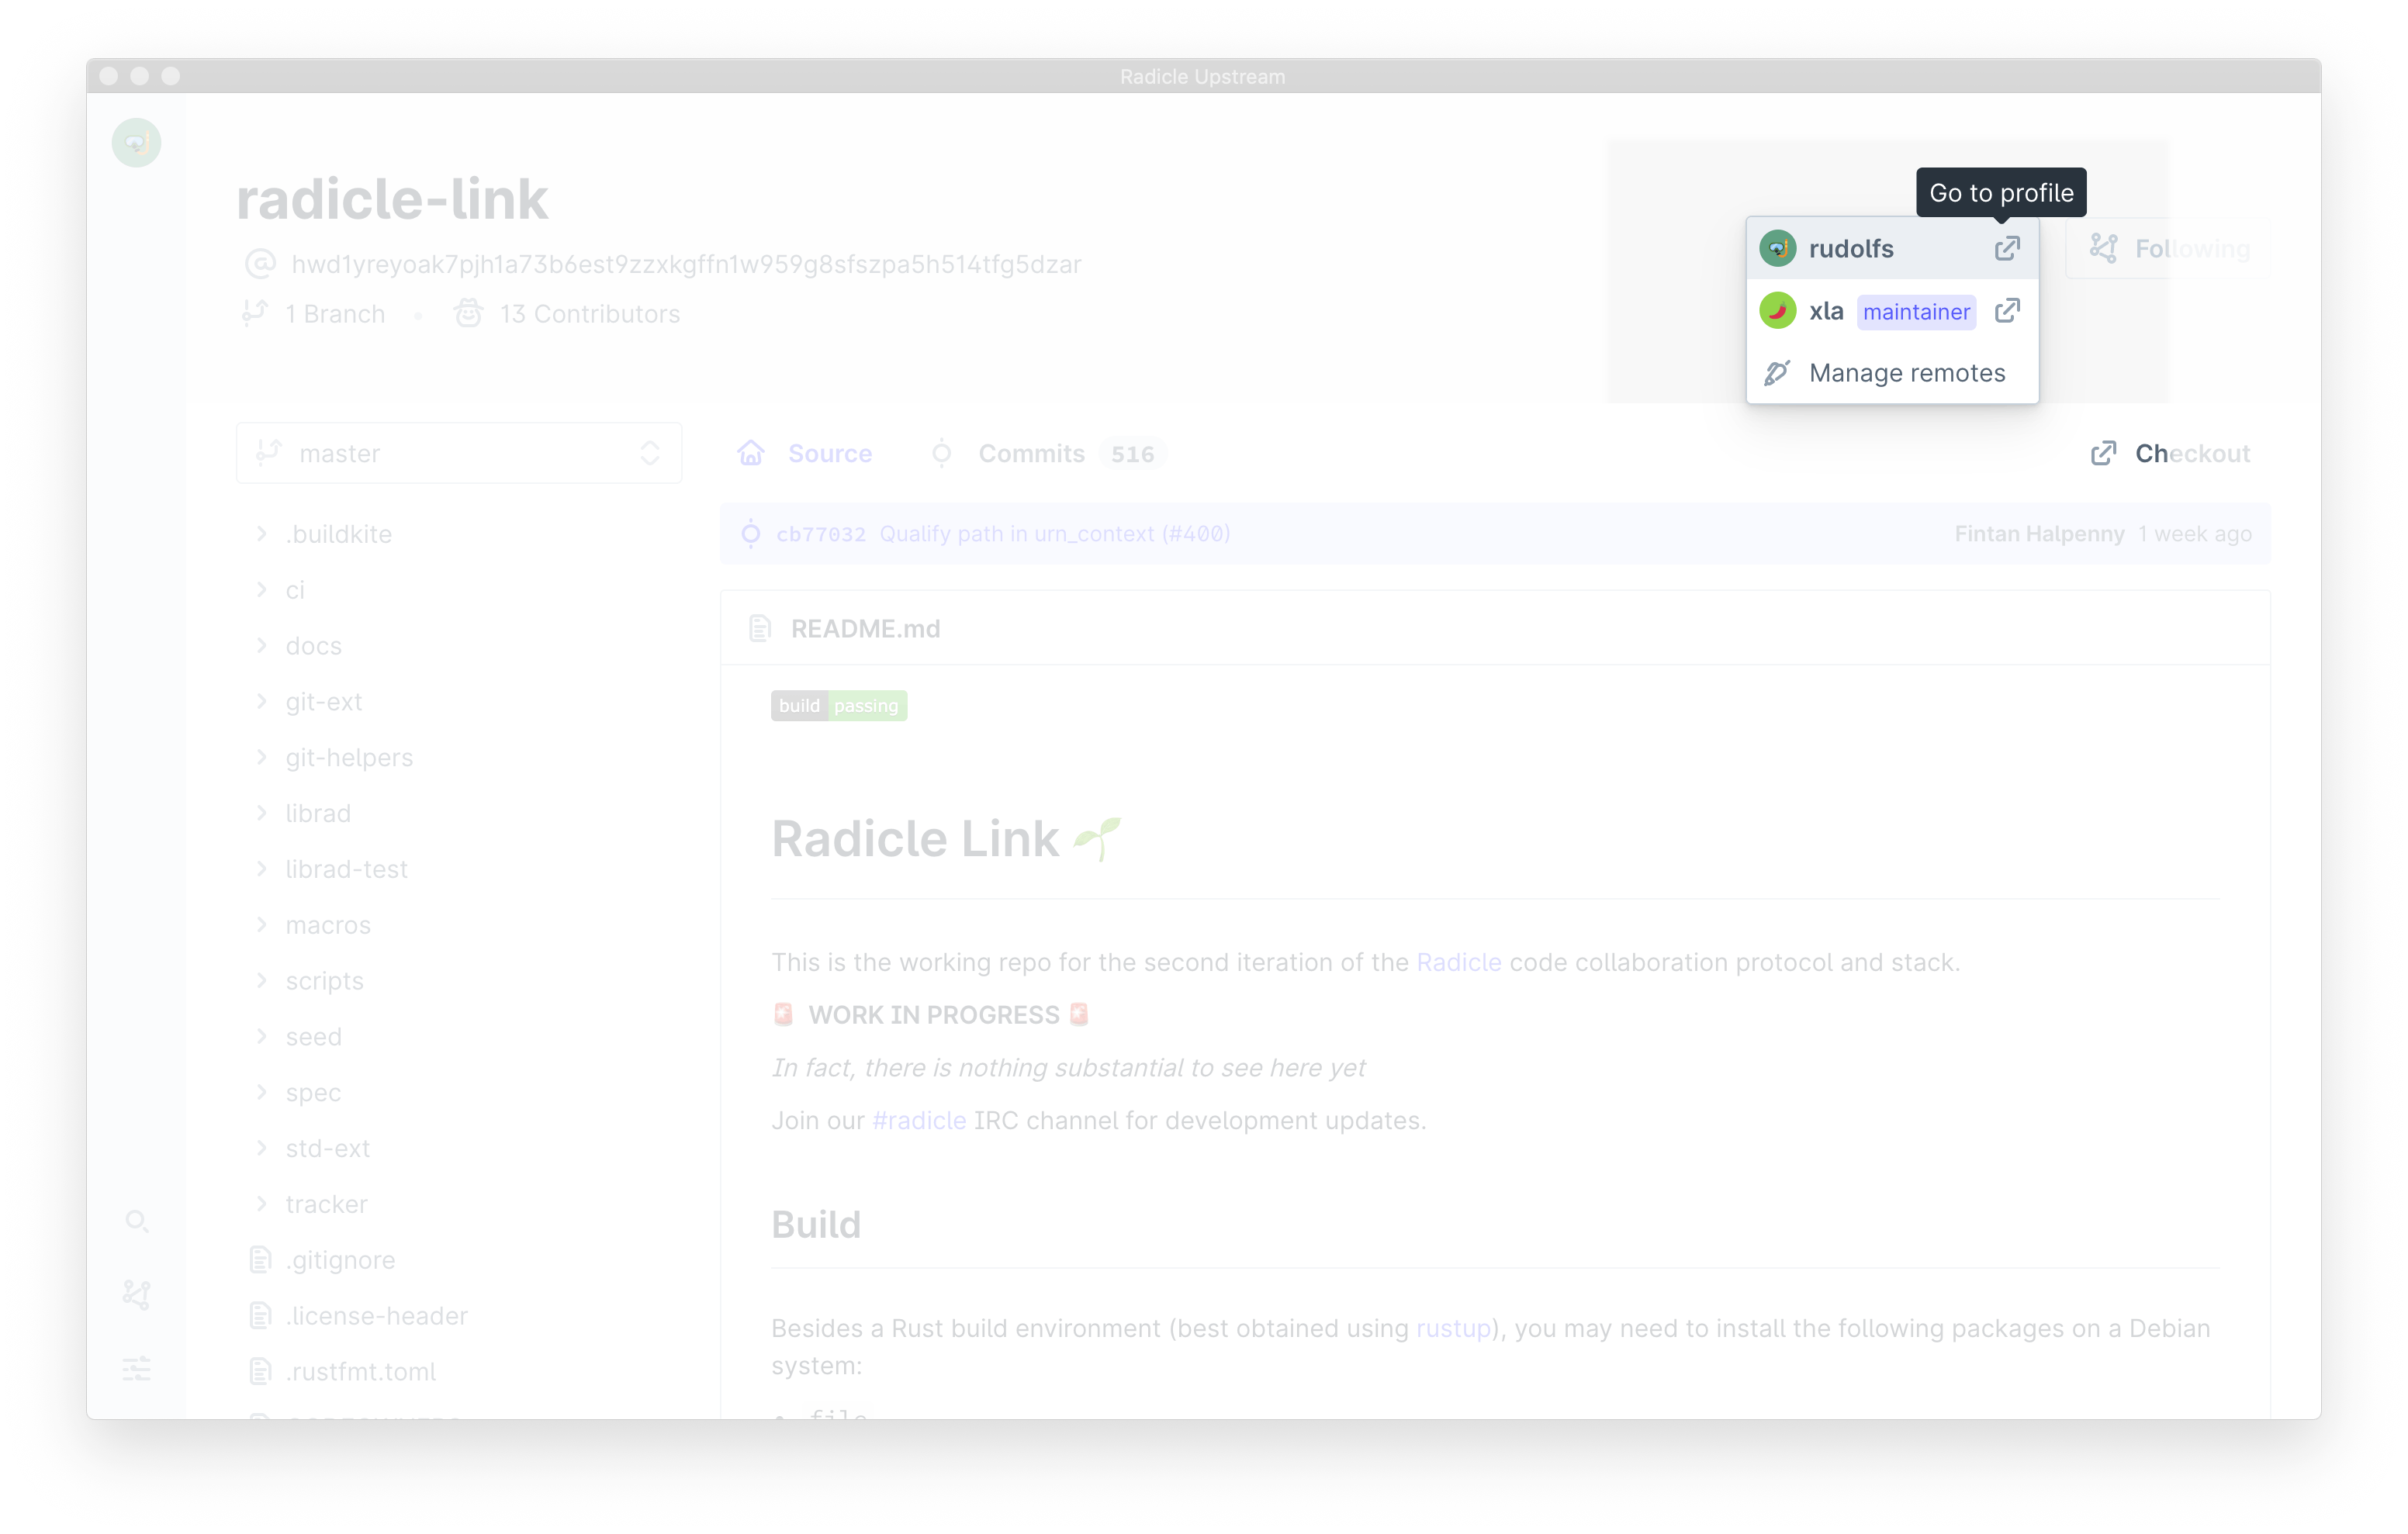 Radicle Upstream
radicle-link
hwd1yreyoak7pjh1a73b6est9zzxkgffn1w959g8sfszpa5h514tfg5dzar
1 Branch • 13 Contributors
Go to profile
rudolfs
xla maintainer
Manage remotes
Following
master
Source Commits 516 Checkout
cb77032 Qualify path in urn_context (#400) Fintan Halpenny 1 week ago
.buildkite
ci
docs
git-ext
git-helpers
librad
librad-test
macros
scripts
seed
spec
std-ext
tracker
.gitignore
.license-header
.rustfmt.toml
README.md
build passing
Radicle Link 🌱
This is the working repo for the second iteration of the Radicle code collaboration protocol and stack.
🚨 WORK IN PROGRESS 🚨
In fact, there is nothing substantial to see here yet
Join our #radicle IRC channel for development updates.
Build
Besides a Rust build environment (best obtained using rustup), you may need to install the following packages on a Debian
system:
• file